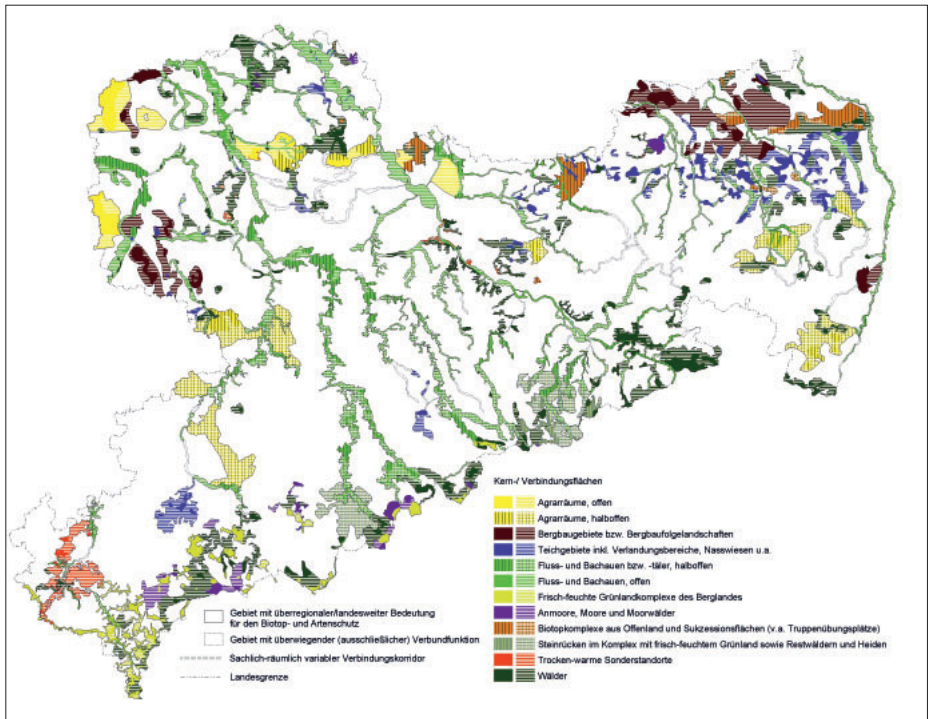 Kern-/ Verbindungsflächen
Agrarräume, offen
Agrarräume, halboffen
Bergbaugebiete bzw. Bergbaufolgelandschaften
Teichgebiete inkl. Verlandungsbereiche, Nasswiesen u.a.
Fluss- und Bachauen bzw. -täler, halboffen
Fluss- und Bachauen, offen
Frisch-feuchte Grünlandkomplexe des Berglandes
Anmoore, Moore und Moorwälder
Biotopkomplexe aus Offenland und Sukzessionsflächen (v.a. Truppenübungsplätze)
Steinrücken im Komplex mit frisch-feuchtem Grünland sowie Restwäldern und Heiden
Trocken-warme Sonderstandorte
Wälder
Gebiet mit überregionaler/landesweiter Bedeutung
für den Biotop- und Artenschutz
Gebiet mit überwiegender (ausschließlicher) Verbundfunktion
Sachlich-räumlich variabler Verbindungskorridor
Landesgrenze